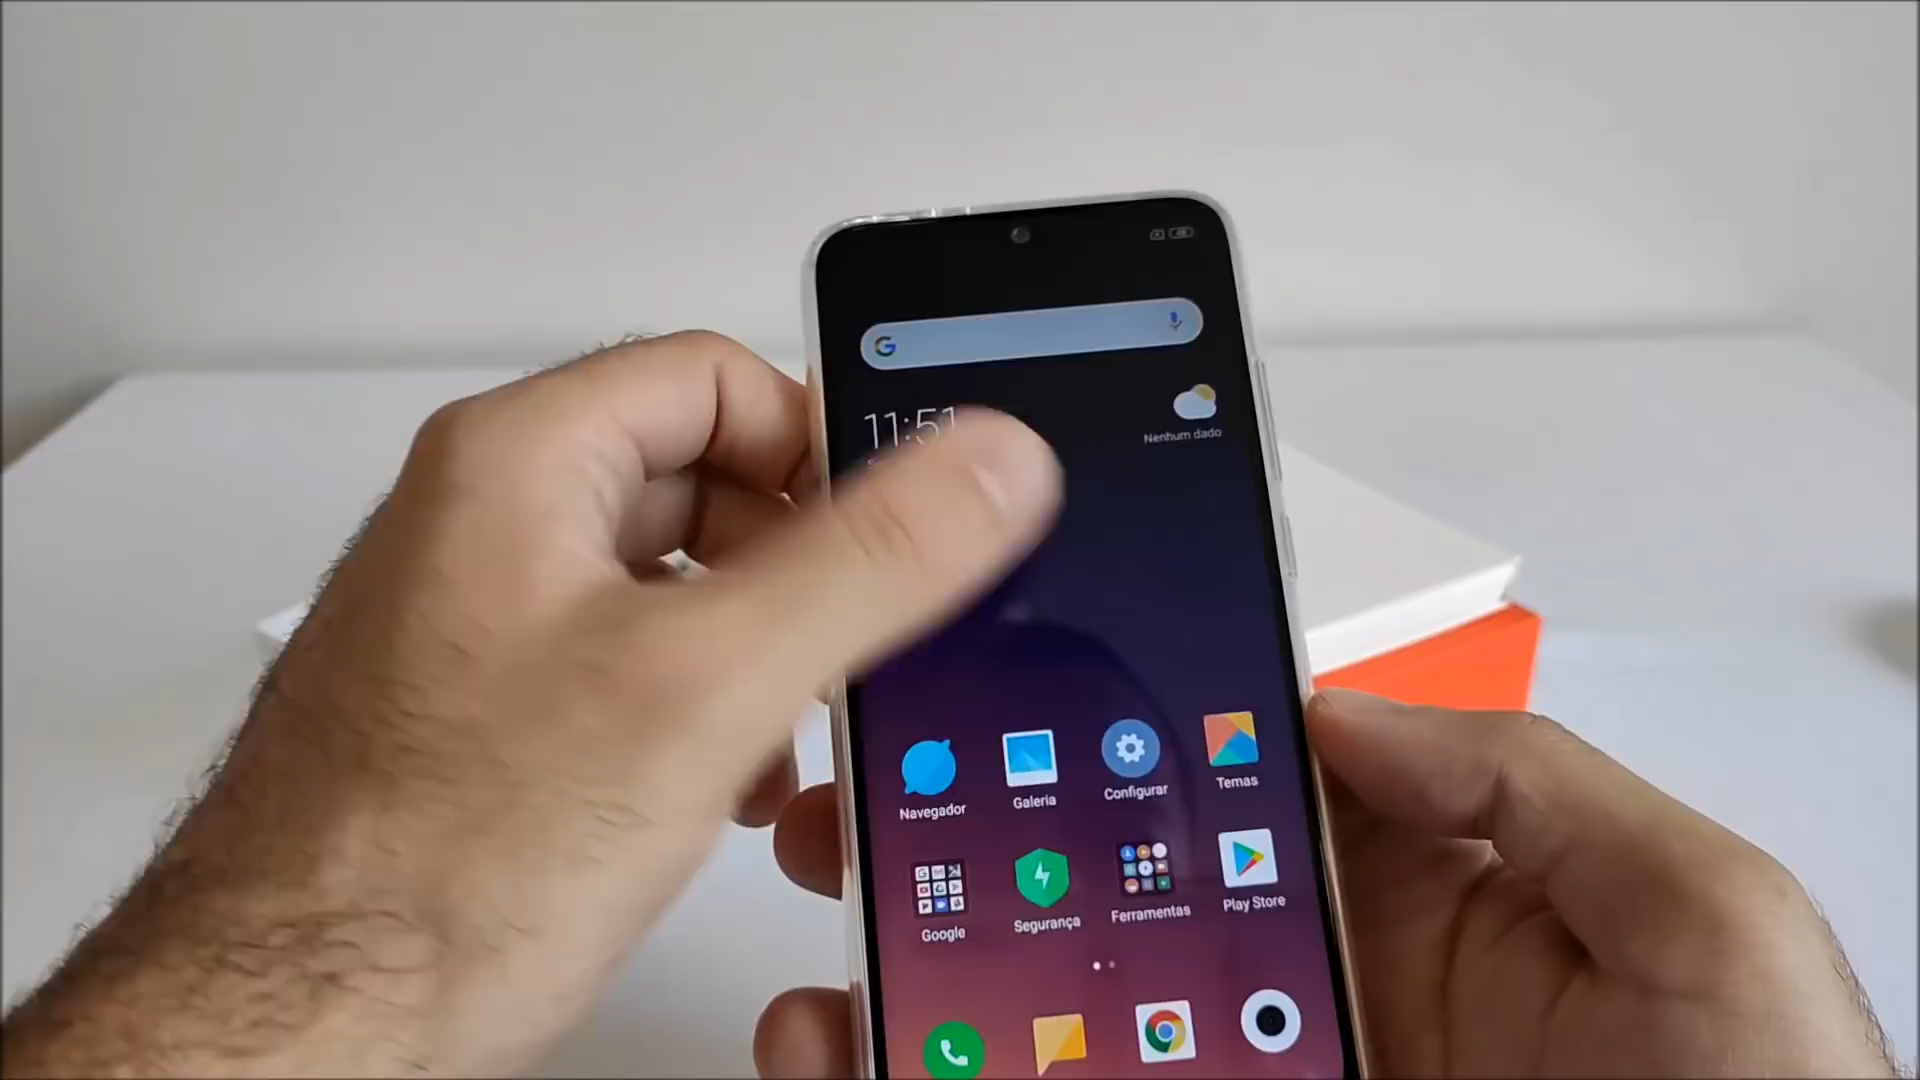 11:51
Nenhum dado
Navegador
Galeria
Configurar
Temas
Google
Segurança
Ferramentas
Play Store